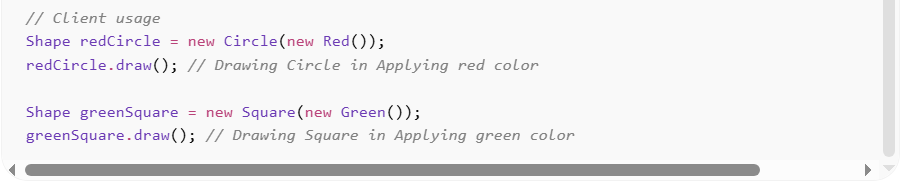 // Client usage
Shape redCircle = new Circle(new Red());
redCircle.draw(); // Drawing Circle in Applying red color
Shape greenSquare = new Square(new Green());
greenSquare.draw(); // Drawing Square in Applying green color